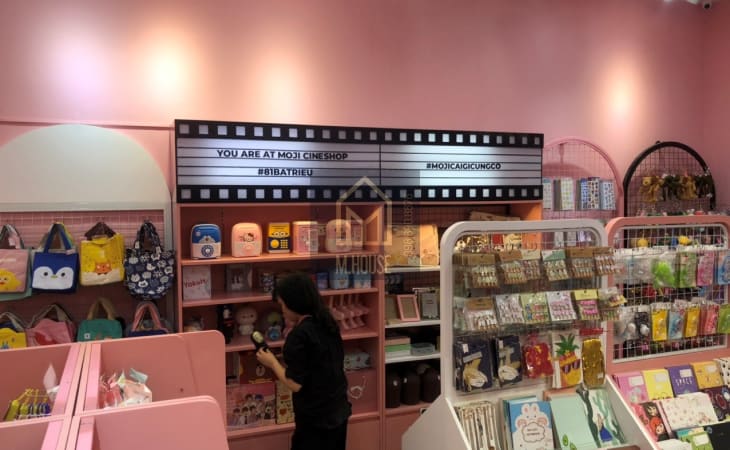 YOU ARE AT MOJI CINESHOP
#81BATRIEU
#MOJICAIGICUNGCO
M.HOUSE